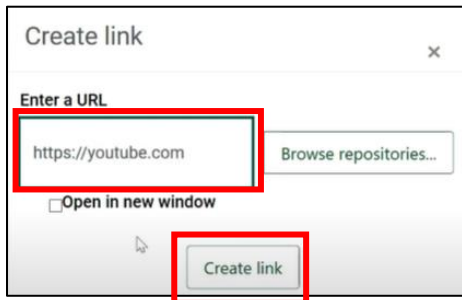 Create link
×
Enter a URL
https://youtube.com
Browse repositories...
Open in new window
Create link